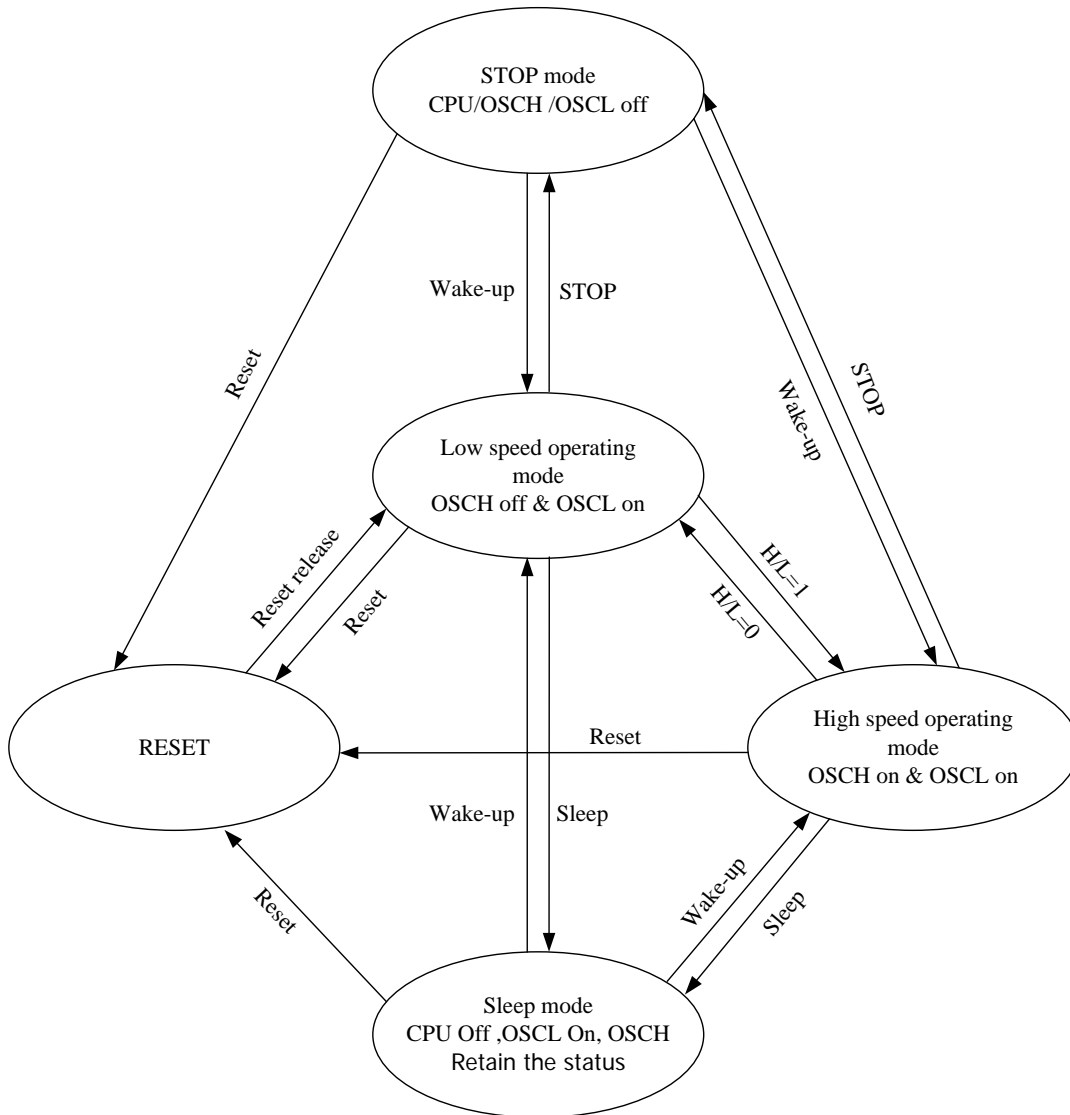 STOP mode
CPU/OSCH /OSCL off
Wake-up
STOP
Reset
Wake-up
STOP
Low speed operating
mode
OSCH off & OSCL on
Reset release
Reset
H/L=1
H/L=0
RESET
Reset
High speed operating
mode
OSCH on & OSCL on
Wake-up
Sleep
Reset
Wake-up
Sleep
Sleep mode
CPU Off ,OSCL On, OSCH
Retain the status